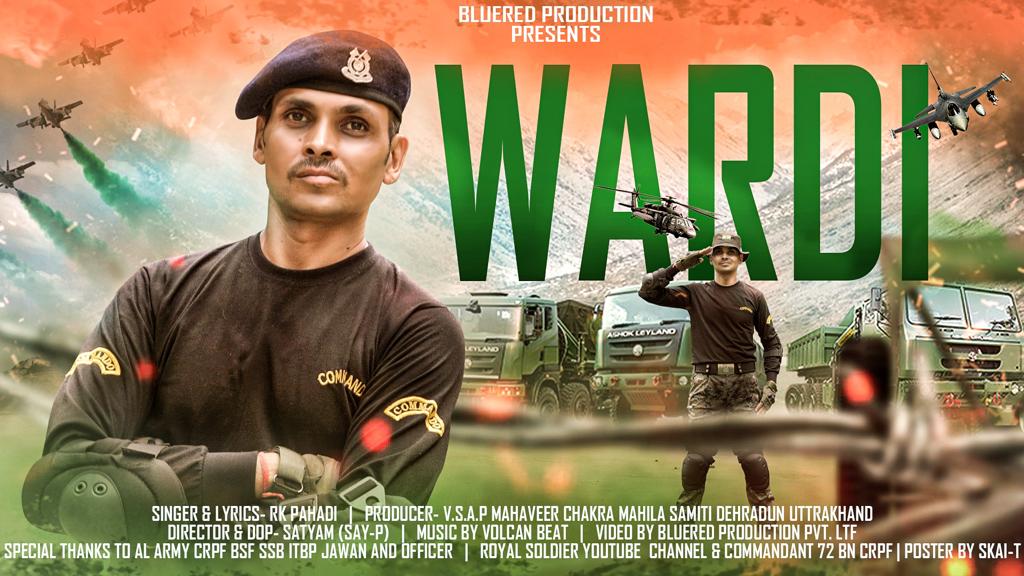 BLUERED PRODUCTION
PRESENTS
WARDI
LEYLAND
ASHOK LEYLAND
COMMAND
COMMA
SINGER & LYRICS- RK PAHADI | PRODUCER- V.S.A.P MAHAVEER CHAKRA MAHILA SAMITI DEHRADUN UTTRAKHAND
DIRECTOR & DOP- SATYAM (SAY-P) | MUSIC BY VOLCAN BEAT | VIDEO BY BLUERED PRODUCTION PVT. LTF
SPECIAL THANKS TO AL ARMY CRPF BSF SSB ITBP JAWAN AND OFFICER | ROYAL SOLDIER YOUTUBE CHANNEL & COMMANDANT 72 BN CRPF | POSTER BY SKAI-T